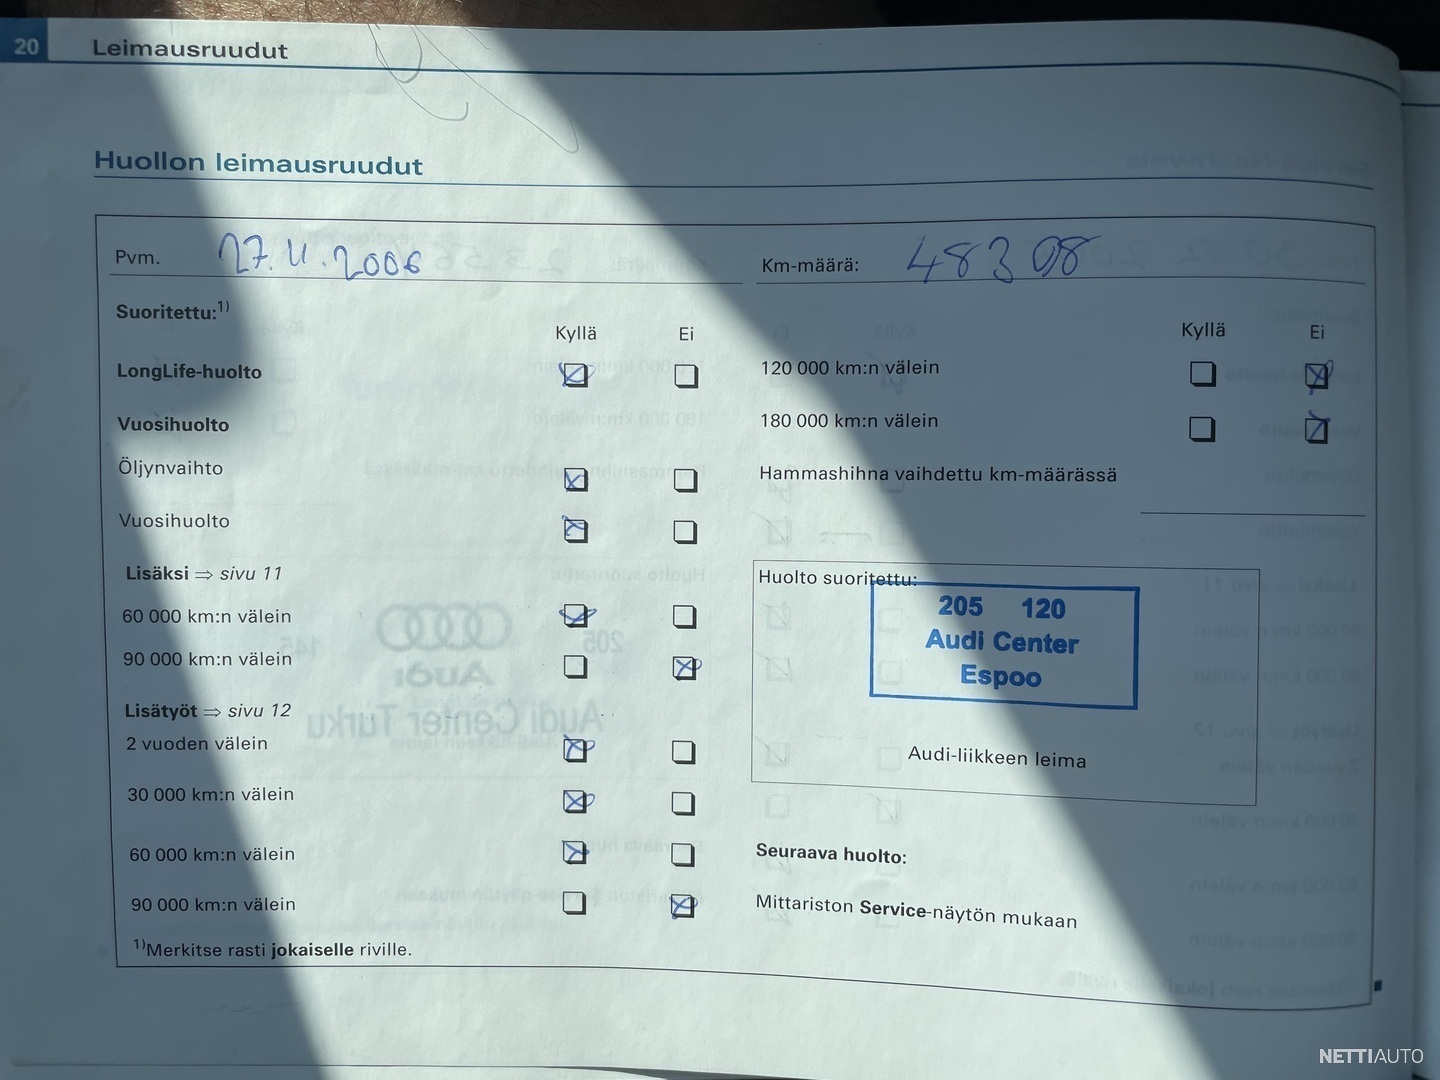 20 Leimausruudut
Huollon leimausruudut
Pvm. 27.11.2006
Km-määrä: 48308
Suoritettu:1)
Kyllä Ei
LongLife-huolto
Vuosihuolto
Öljynvaihto
Vuosihuolto
Lisäksi ⇒ sivu 11
60 000 km:n välein
90 000 km:n välein
Lisätyöt ⇒ sivu 12
2 vuoden välein
30 000 km:n välein
60 000 km:n välein
90 000 km:n välein
1)Merkitse rasti jokaiselle riville.
Kyllä Ei
120 000 km:n välein
180 000 km:n välein
Hammashihna vaihdettu km-määrässä
Huolto suoritettu:
205 120
Audi Center
Espoo
Audi-liikkeen leima
Seuraava huolto:
Mittariston Service-näytön mukaan
NETTIAUTO